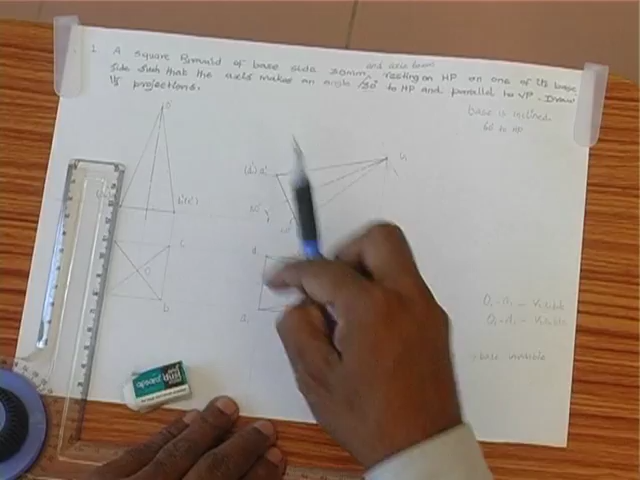 1. A square Pyramid of base side 30mm and axis 60mm resting on HP on one of its base
side such that the axis makes an angle 30° to HP and parallel to VP. Draw
its projections.
base is inclined
60 to HP
o'
b'(c')
(d') a'
o'
c
d
o
b
a
O₁ - a₁ - visible
O₁ - d₁ - visible
base invisible